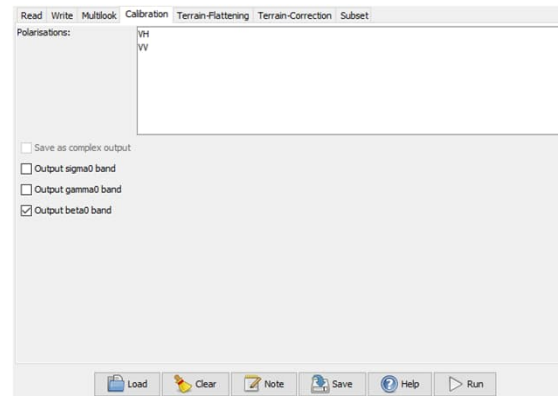 Read Write Multilook Calibration Terrain-Flattening Terrain-Correction Subset
Polarisations:
VH
VV
Save as complex output
Output sigma0 band
Output gamma0 band
Output beta0 band
Load Clear Note Save Help Run